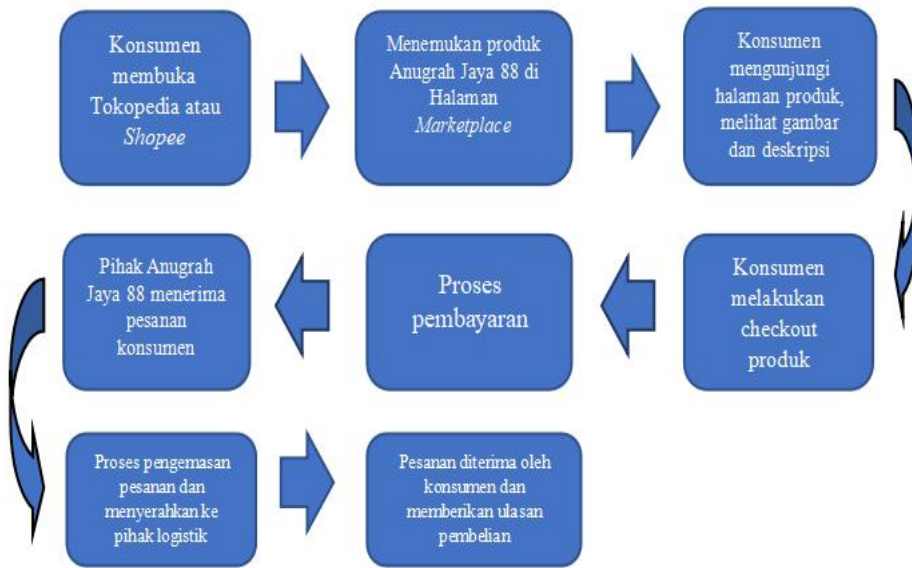 Konsumen
membuka
Tokopedia atau
Shopee
Menemukan produk
Anugrah Jaya 88 di
Halaman
Marketplace
Konsumen
mengunjungi
halaman produk,
melihat gambar
dan deskripsi
Konsumen
melakukan
checkout
produk
Proses
pembayaran
Pihak Anugrah
Jaya 88 menerima
pesanan
konsumen
Proses pengemasan
pesanan dan
menyerahkan ke
pihak logistik
Pesanan diterima oleh
konsumen dan
memberikan ulasan
pembelian